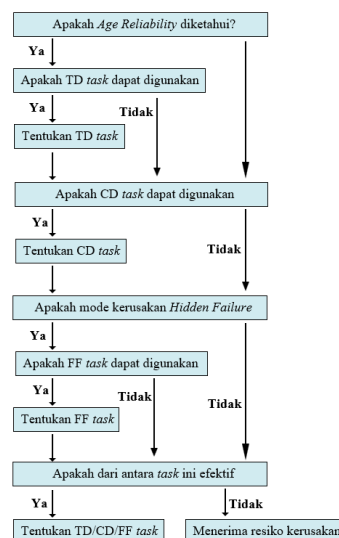 Apakah Age Reliability diketahui?
Ya
Apakah TD task dapat digunakan
Ya
Tidak
Tentukan TD task
Apakah CD task dapat digunakan
Ya
Tidak
Tentukan CD task
Apakah mode kerusakan Hidden Failure
Ya
Apakah FF task dapat digunakan
Ya
Tidak
Tidak
Tentukan FF task
Apakah dari antara task ini efektif
Ya
Tidak
Tentukan TD/CD/FF task
Menerima resiko kerusakan